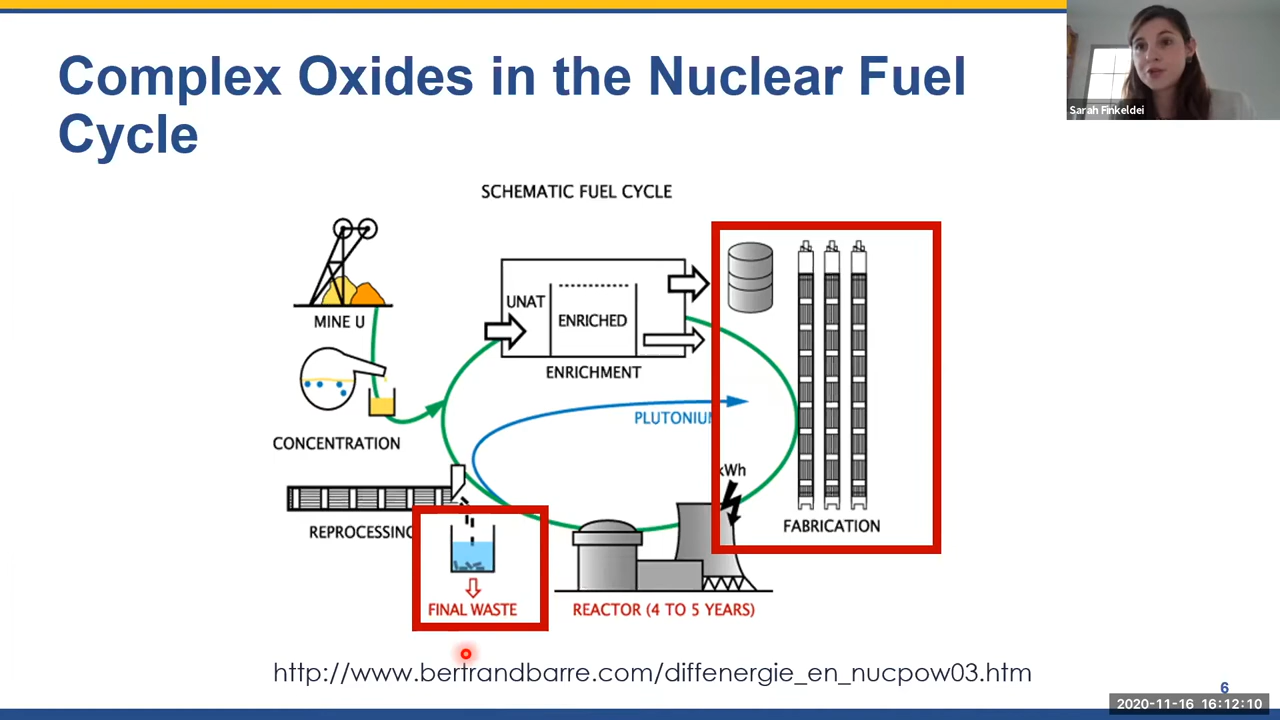 Complex Oxides in the Nuclear Fuel
Cycle
Sarah Finkeldei
SCHEMATIC FUEL CYCLE
MINE U
UNAT
ENRICHED
ENRICHMENT
PLUTONIUM
CONCENTRATION
kWh
REPROCESSING
FABRICATION
FINAL WASTE
REACTOR (4 TO 5 YEARS)
http://www.bertrandbarre.com/diffenergie_en_nucpow03.htm
6
2020-11-16 16:12:10